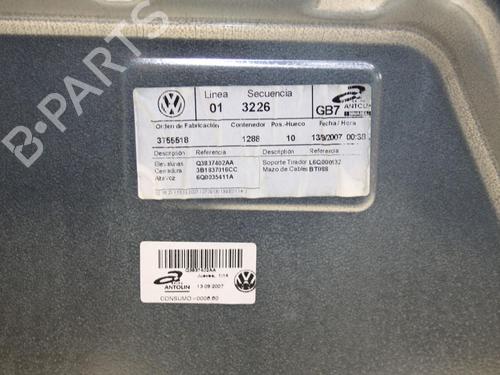 B-PARTS
Linea Secuencia
01 3226
GB7
ANTOLIN
Orden de Fabricación Contenedor Pos.-Hueco Fecha / Hora
3755518 1288 10 13/9/2007 00:38
Descripción Referencia Descripción Referencia
Elevalunas Q3837402AA Soporte Tirador L6Q000132
Cerradura 3B1837016CC Mazo de Cables BT088
Altavoz 6Q0035411A
Q3837402AA
ANTOLIN
13.09.2007
CONSUMO